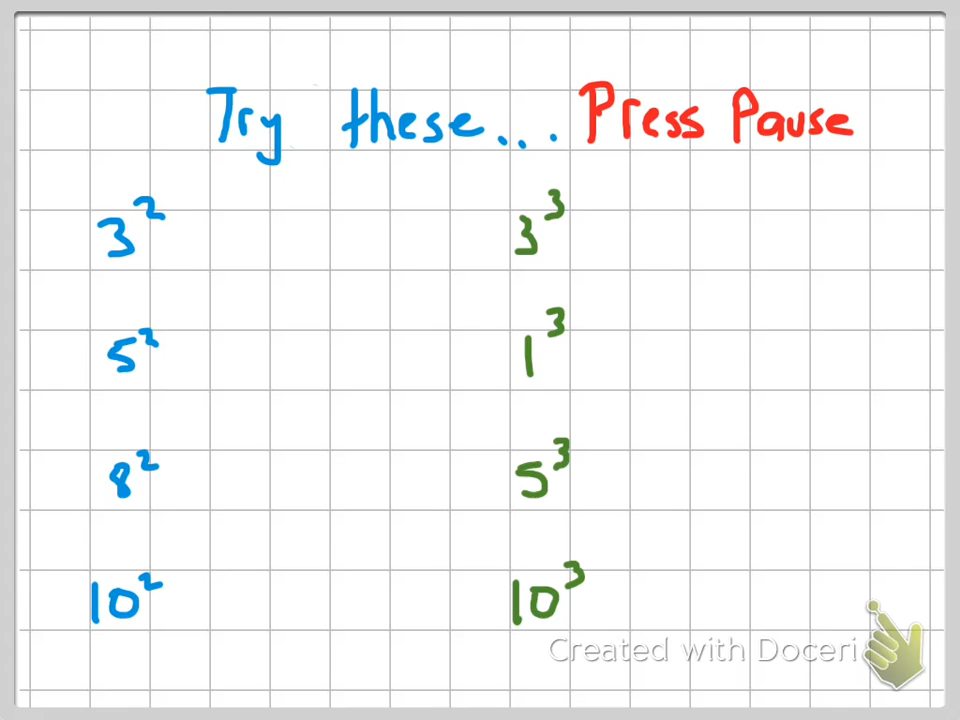 Try these... Press Pause
3² 3³
5² 1³
8² 5³
10² 10³
Created with Doceri